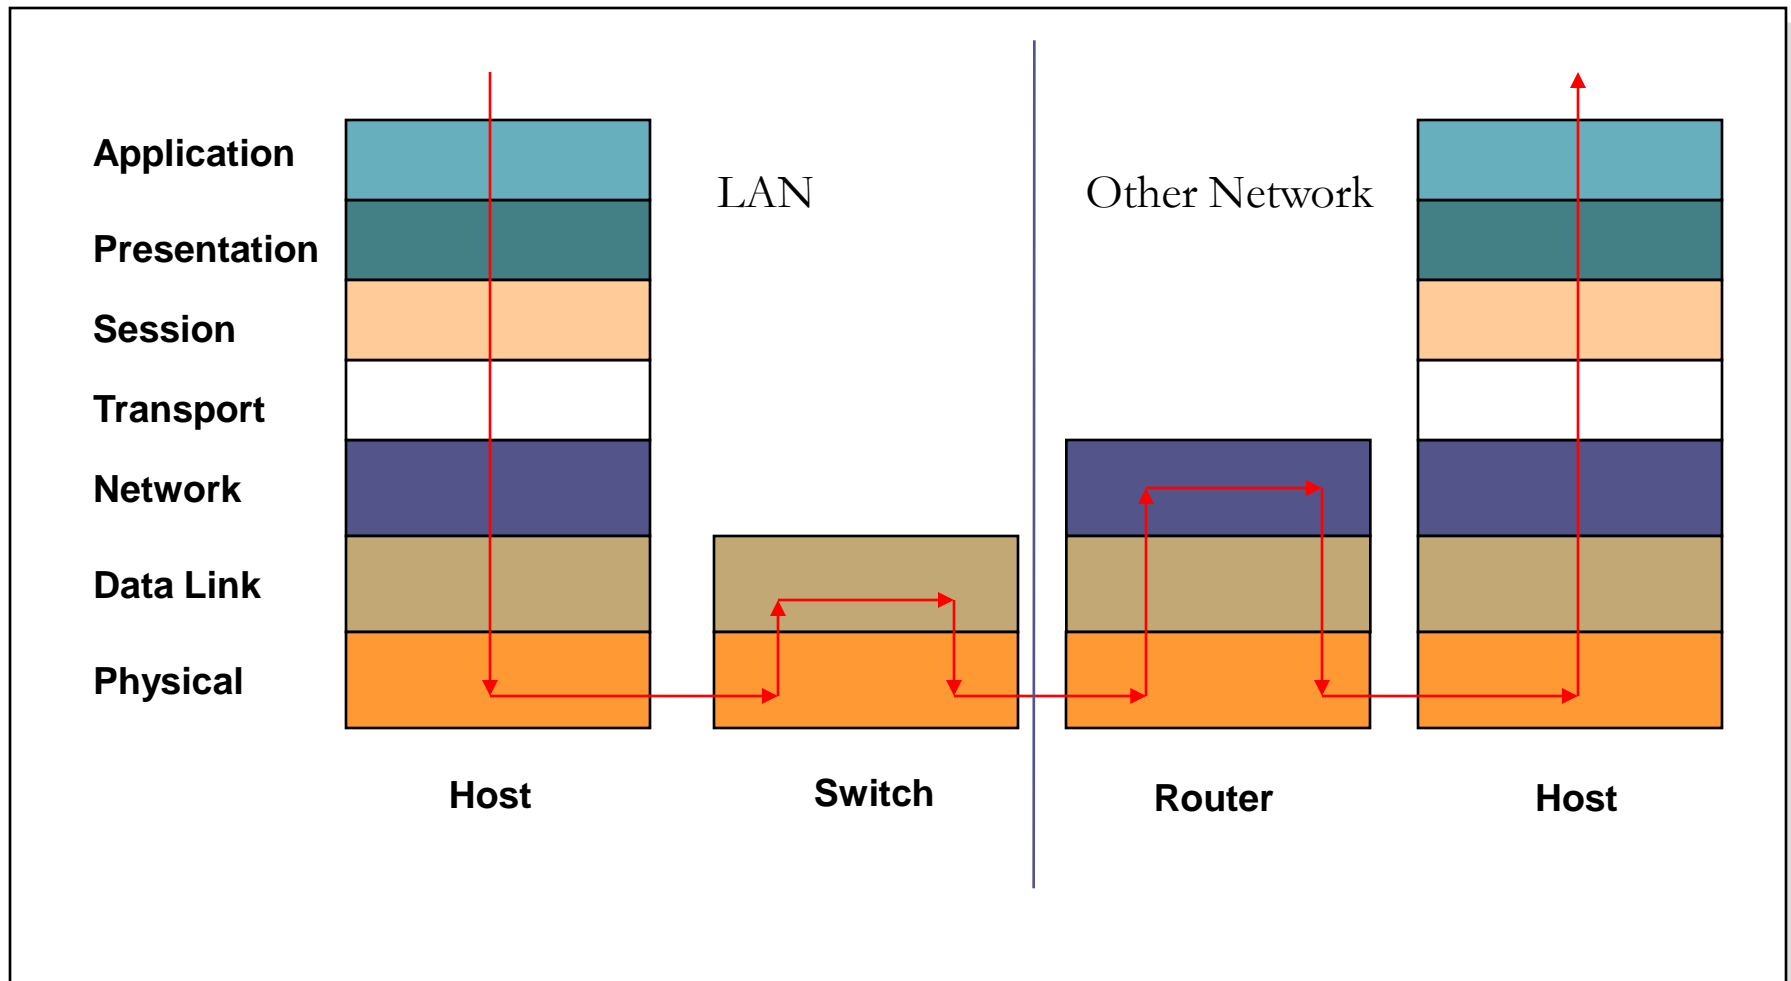 Application
LAN
Other Network
Presentation
Session
Transport
Network
Data Link
Physical
Host
Switch
Router
Host